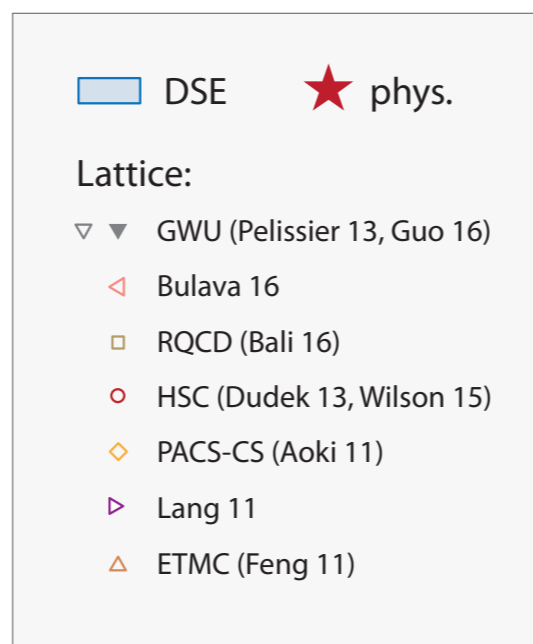 DSE phys.
Lattice:
GWU (Pelissier 13, Guo 16)
Bulava 16
RQCD (Bali 16)
HSC (Dudek 13, Wilson 15)
PACS-CS (Aoki 11)
Lang 11
ETMC (Feng 11)